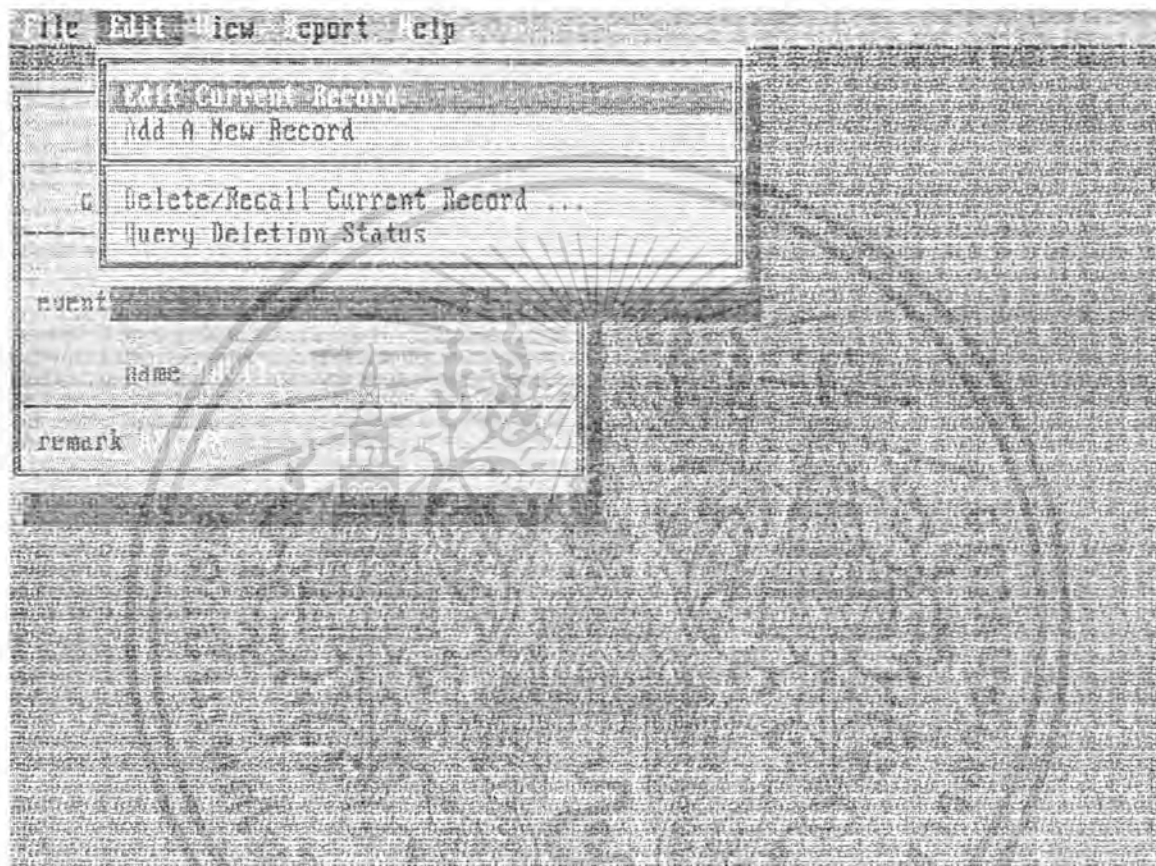 File Edit View Report Help
Edit Current Record
Add A New Record
Delete/Recall Current Record ...
Query Deletion Status
event
name
remark